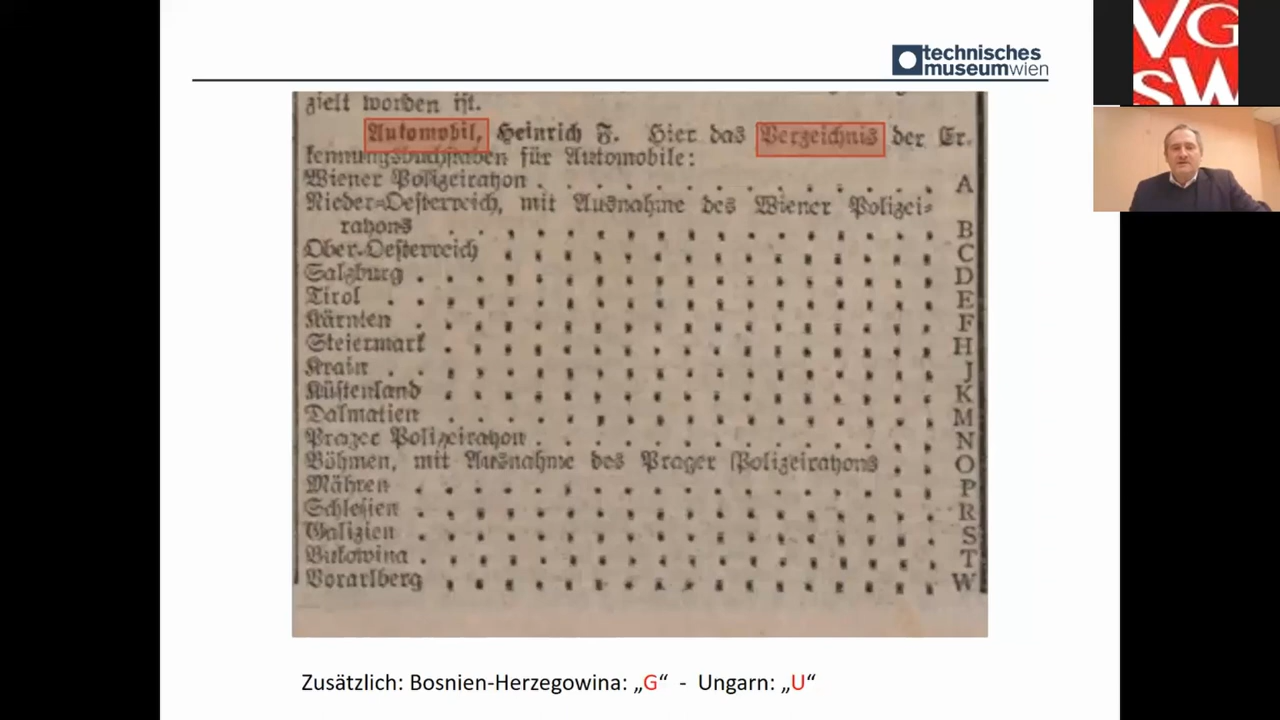 technisches
museumwien
VG
SW
zielt worden ist.
Automobil, Heinrich F. Hier das Verzeichnis der Er-
kennungsbuchstaben für Automobile:
Wiener Polizeirayon . . . . . . . . . . . . . . A
Nieder-Oesterreich, mit Ausnahme des Wiener Polizei-
rayons . . . . . . . . . . . . . . . . . B
Ober-Oesterreich . . . . . . . . . . . . . . . C
Salzburg . . . . . . . . . . . . . . . . . . D
Tirol . . . . . . . . . . . . . . . . . . . E
Kärnten . . . . . . . . . . . . . . . . . . F
Steiermark . . . . . . . . . . . . . . . . . H
Krain . . . . . . . . . . . . . . . . . . . J
Küstenland . . . . . . . . . . . . . . . . . K
Dalmatien . . . . . . . . . . . . . . . . . M
Prager Polizeirayon . . . . . . . . . . . . . . N
Böhmen, mit Ausnahme des Prager Polizeirayons . . O
Mähren . . . . . . . . . . . . . . . . . . P
Schlesien . . . . . . . . . . . . . . . . . . R
Galizien . . . . . . . . . . . . . . . . . . S
Bukowina . . . . . . . . . . . . . . . . . . T
Vorarlberg . . . . . . . . . . . . . . . . . W
Zusätzlich: Bosnien-Herzegowina: „G“ - Ungarn: „U“